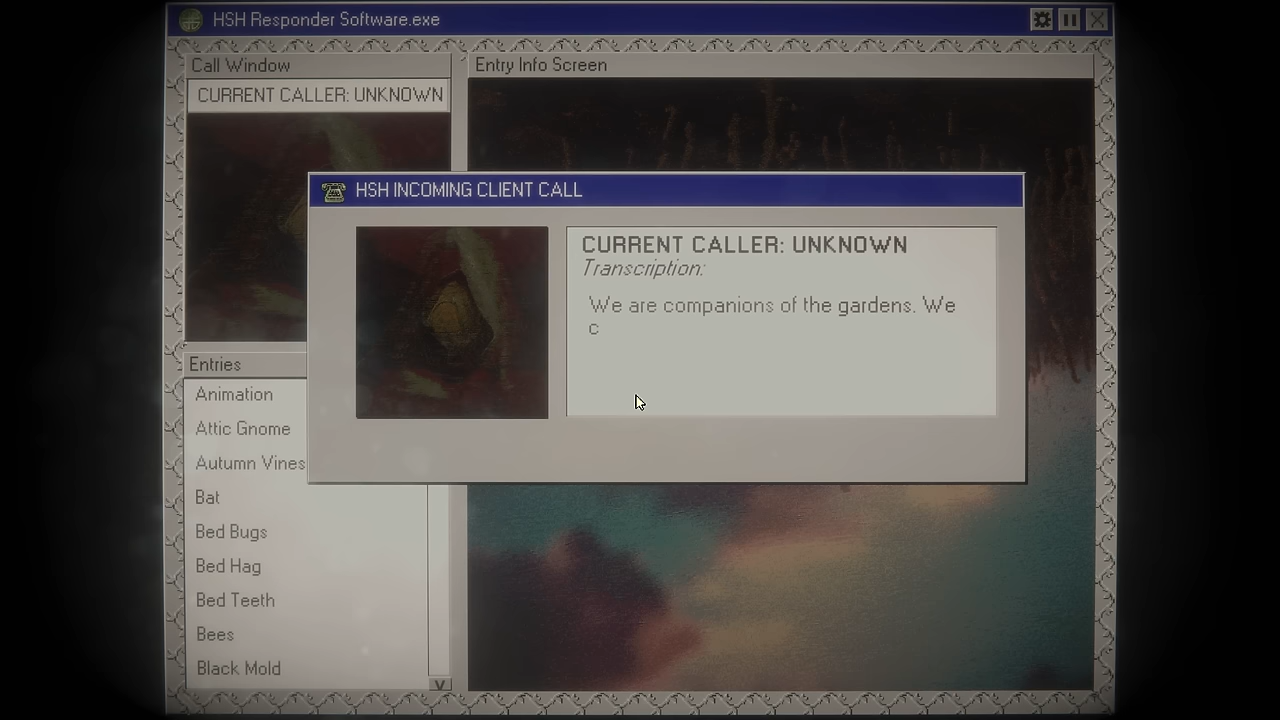 HSH Responder Software.exe
Call Window
CURRENT CALLER: UNKNOWN
Entry Info Screen
HSH INCOMING CLIENT CALL
CURRENT CALLER: UNKNOWN
Transcription:
We are companions of the gardens. We
c
Entries
Animation
Attic Gnome
Autumn Vines
Bat
Bed Bugs
Bed Hag
Bed Teeth
Bees
Black Mold
V